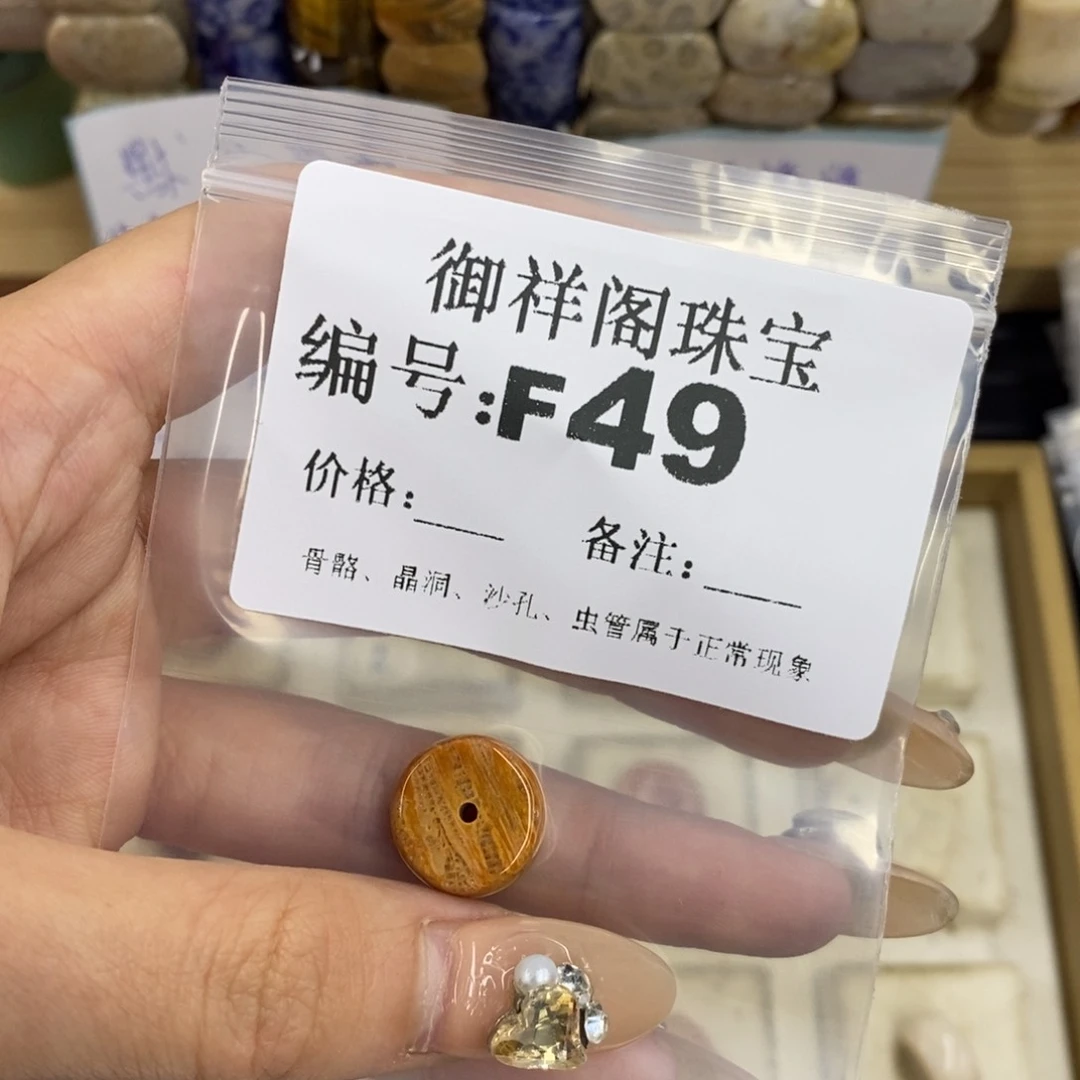 御祥阁珠宝
编号:F49
价格:____ 备注:____
骨骼、晶洞、沙孔、虫管属于正常现象